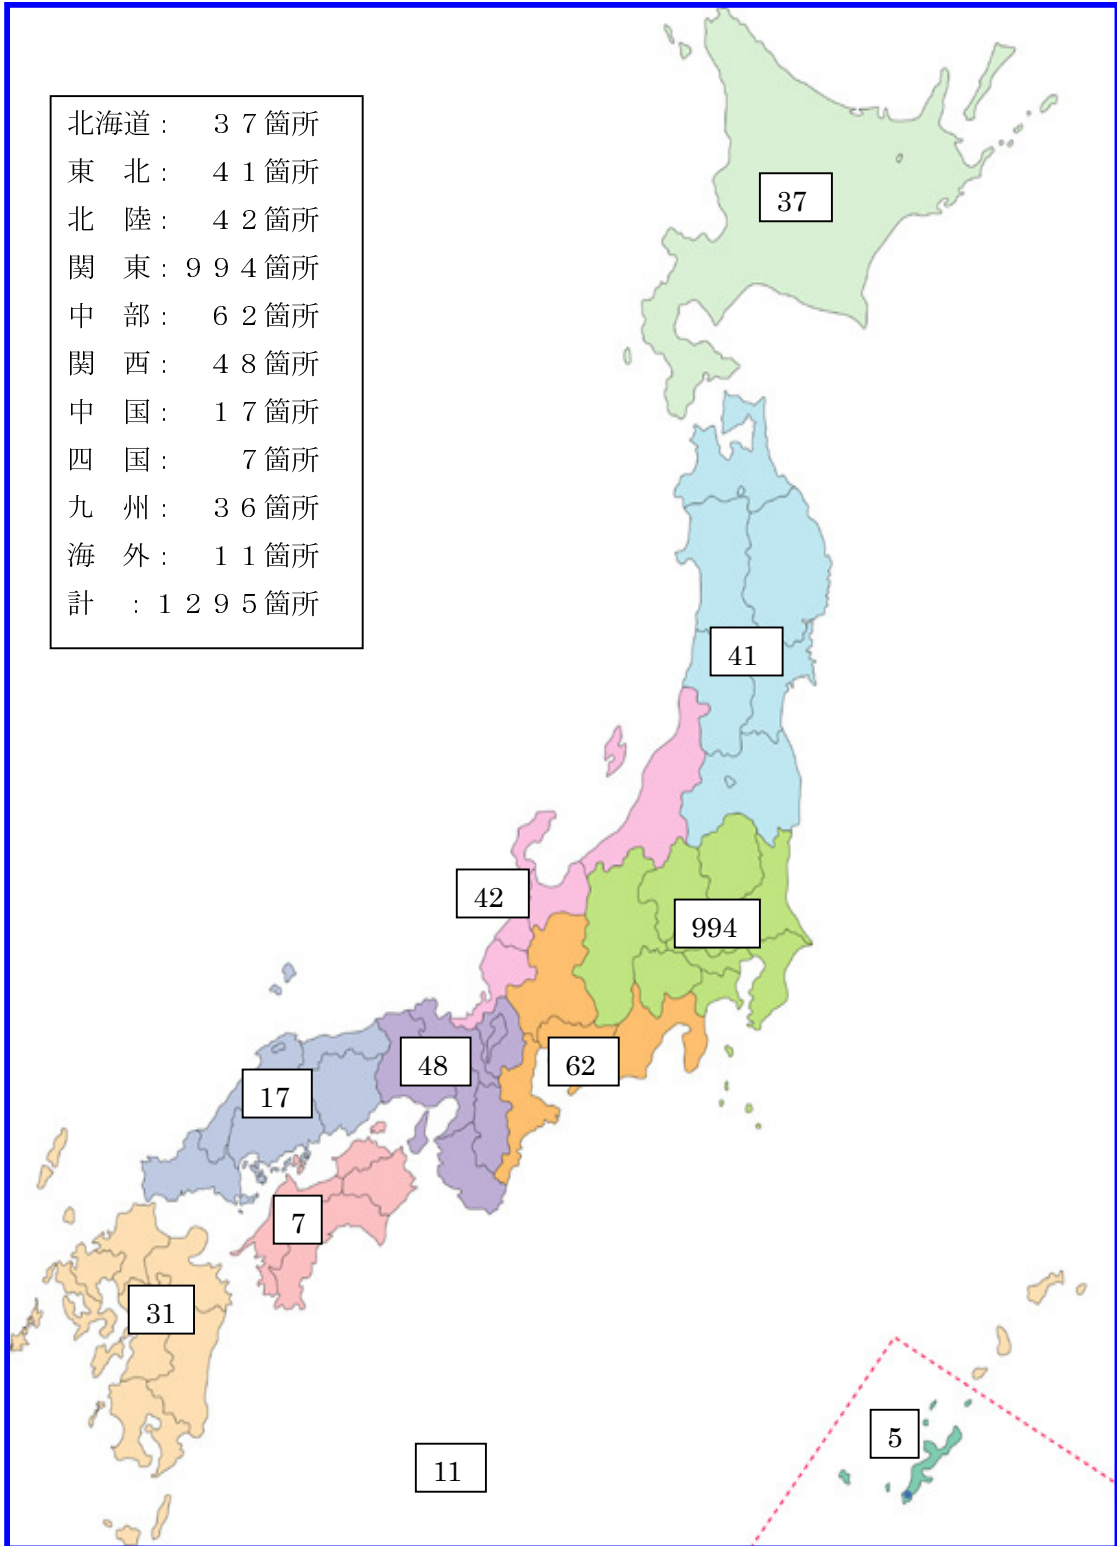 北海道：　３７箇所
東　北：　４１箇所
北　陸：　４２箇所
関　東：９９４箇所
中　部：　６２箇所
関　西：　４８箇所
中　国：　１７箇所
四　国：　　７箇所
九　州：　３６箇所
海　外：　１１箇所
計　：１２９５箇所
37
41
42
994
48
62
17
7
31
5
11